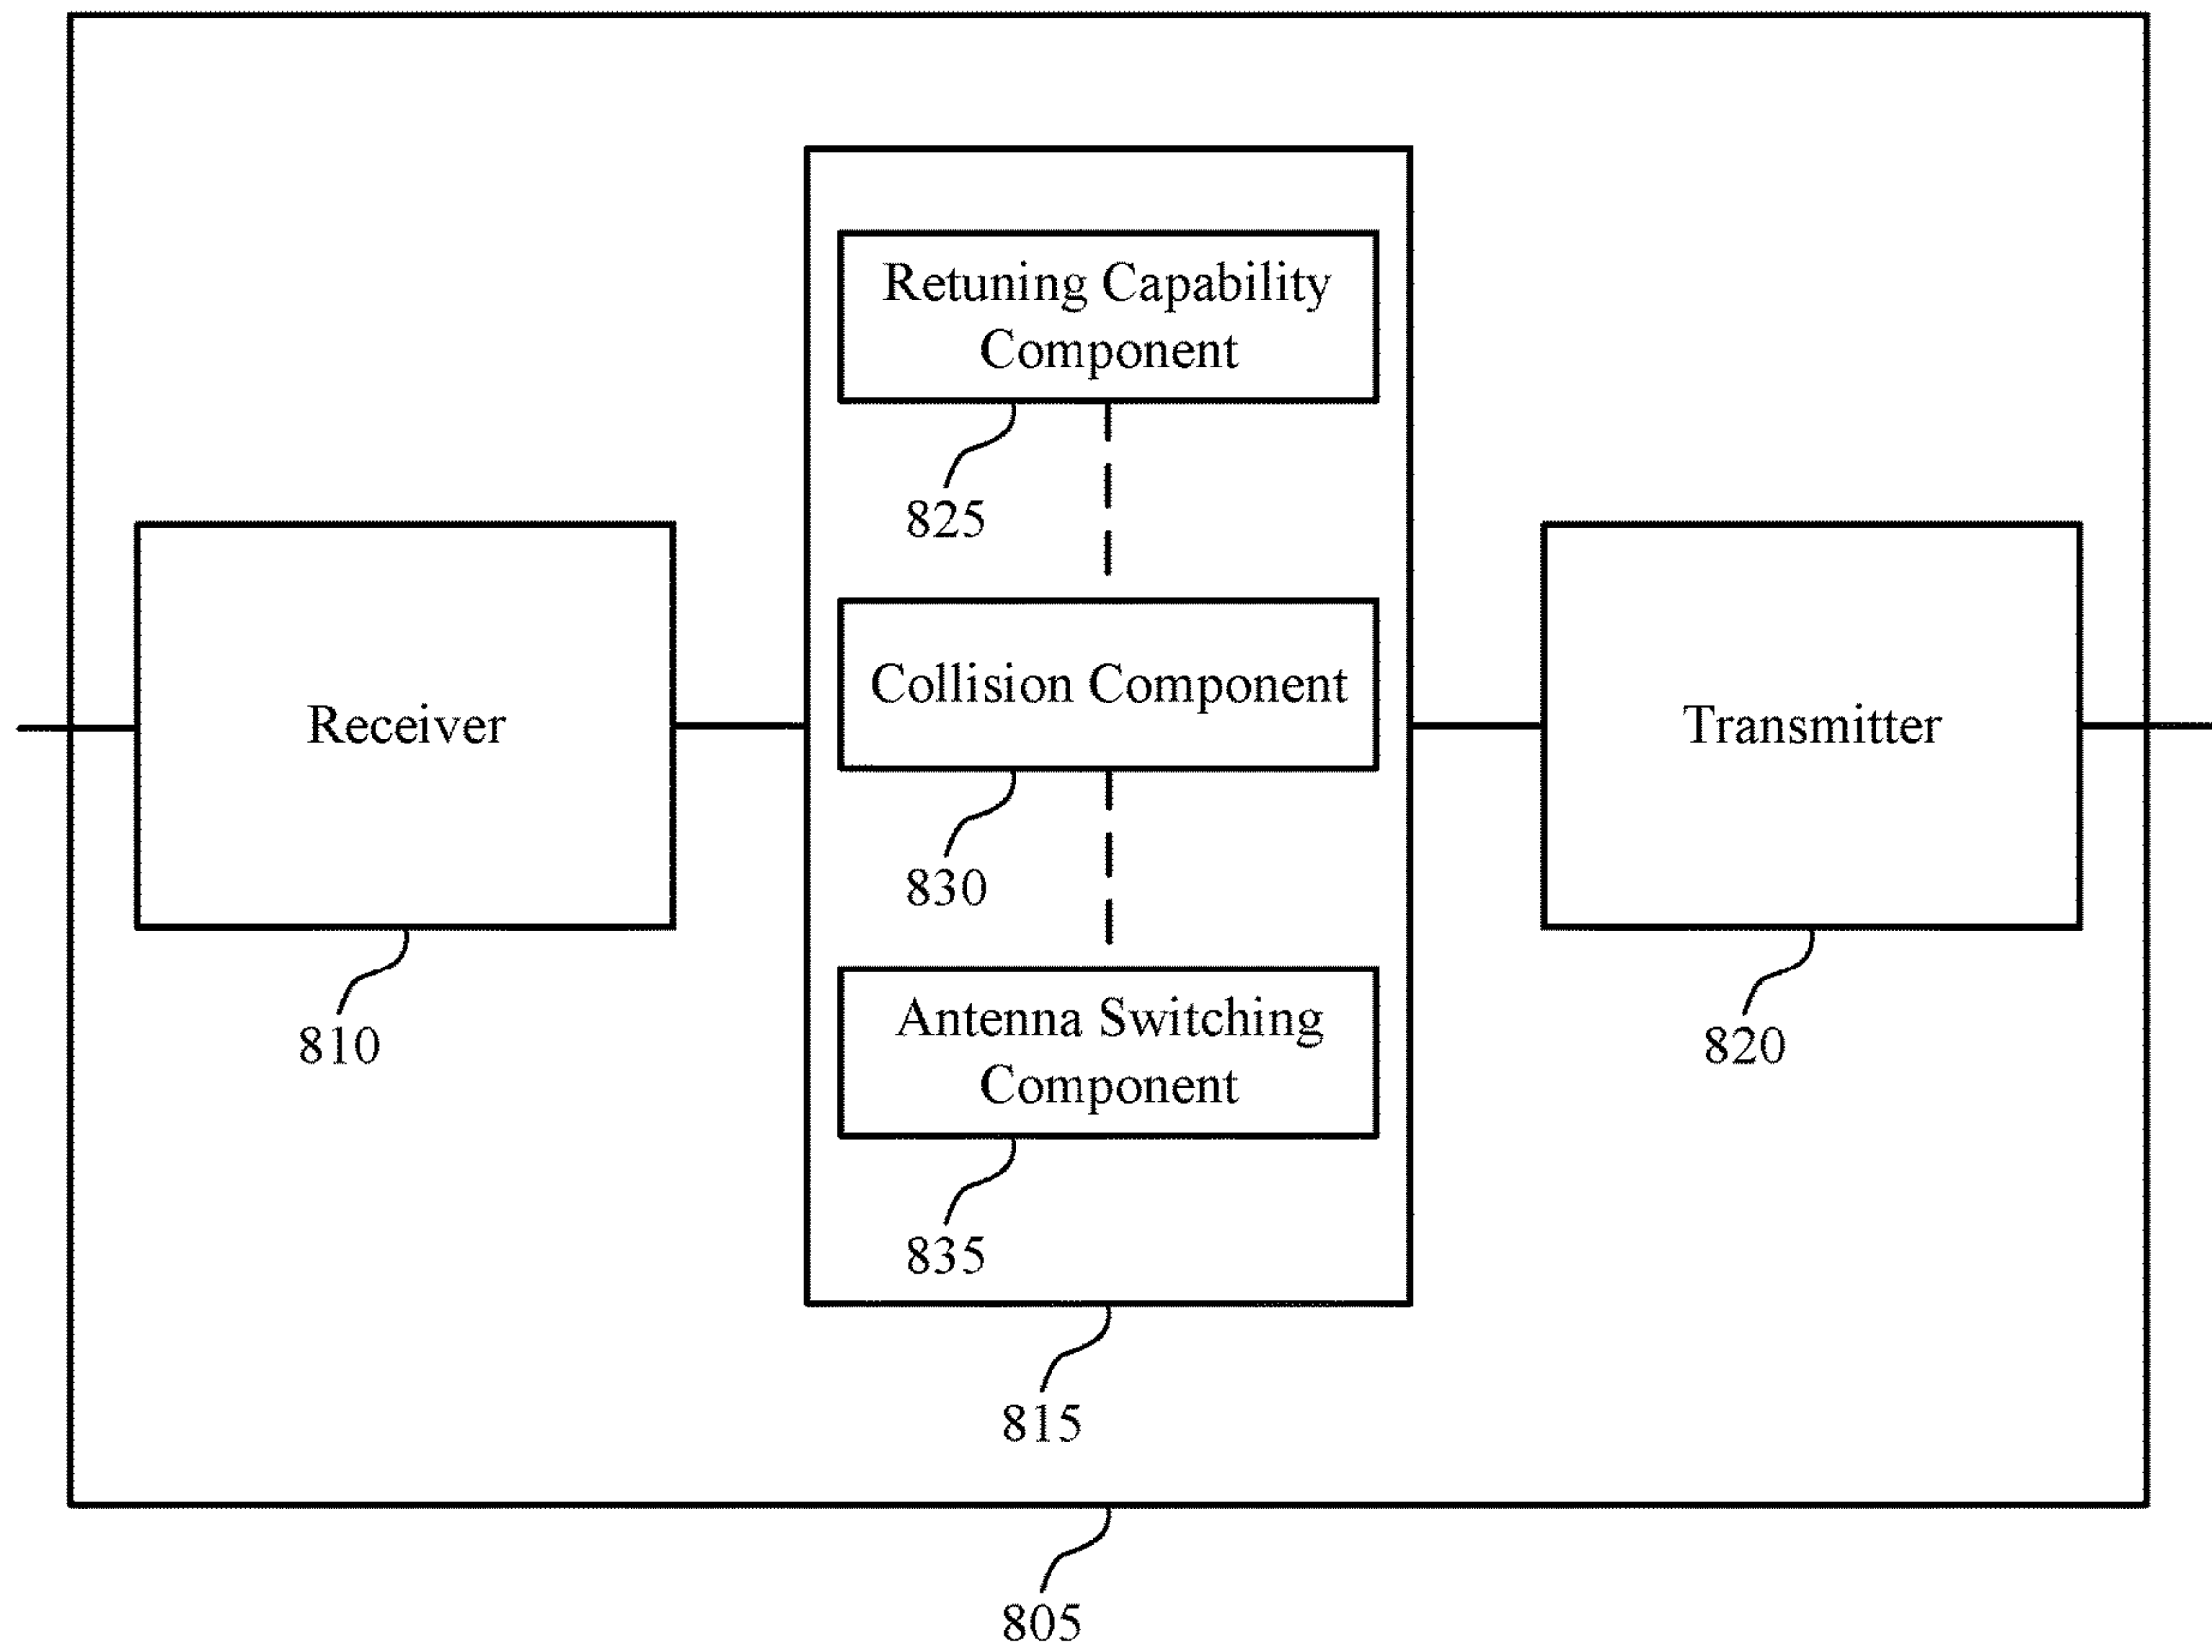 Retuning Capability
Component
825
Receiver
810
Collision Component
830
Transmitter
820
Antenna Switching
Component
835
815
805